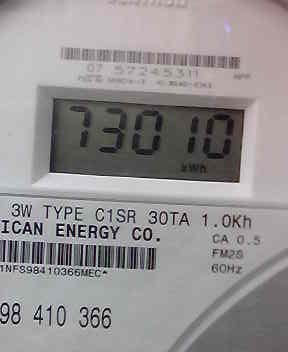 07 57245311
73010
kWh
3W TYPE C1SR 30TA 1.0Kh
ICAN ENERGY CO.
CA 0.5
FM2S
60Hz
1NFS98410366MEC*
98 410 366